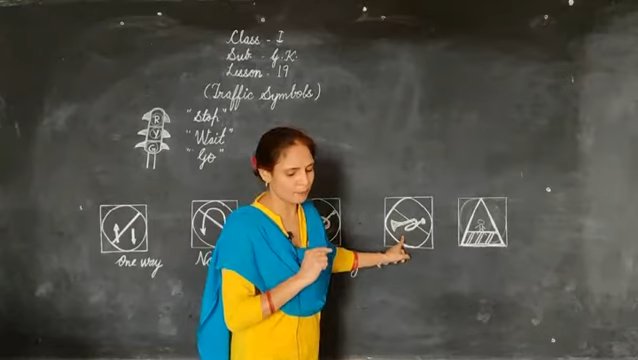 Class - I
Sub - G.K.
Lesson - 19
(Traffic Symbols)
R "Stop"
Y "Wait"
G "Go"
One way